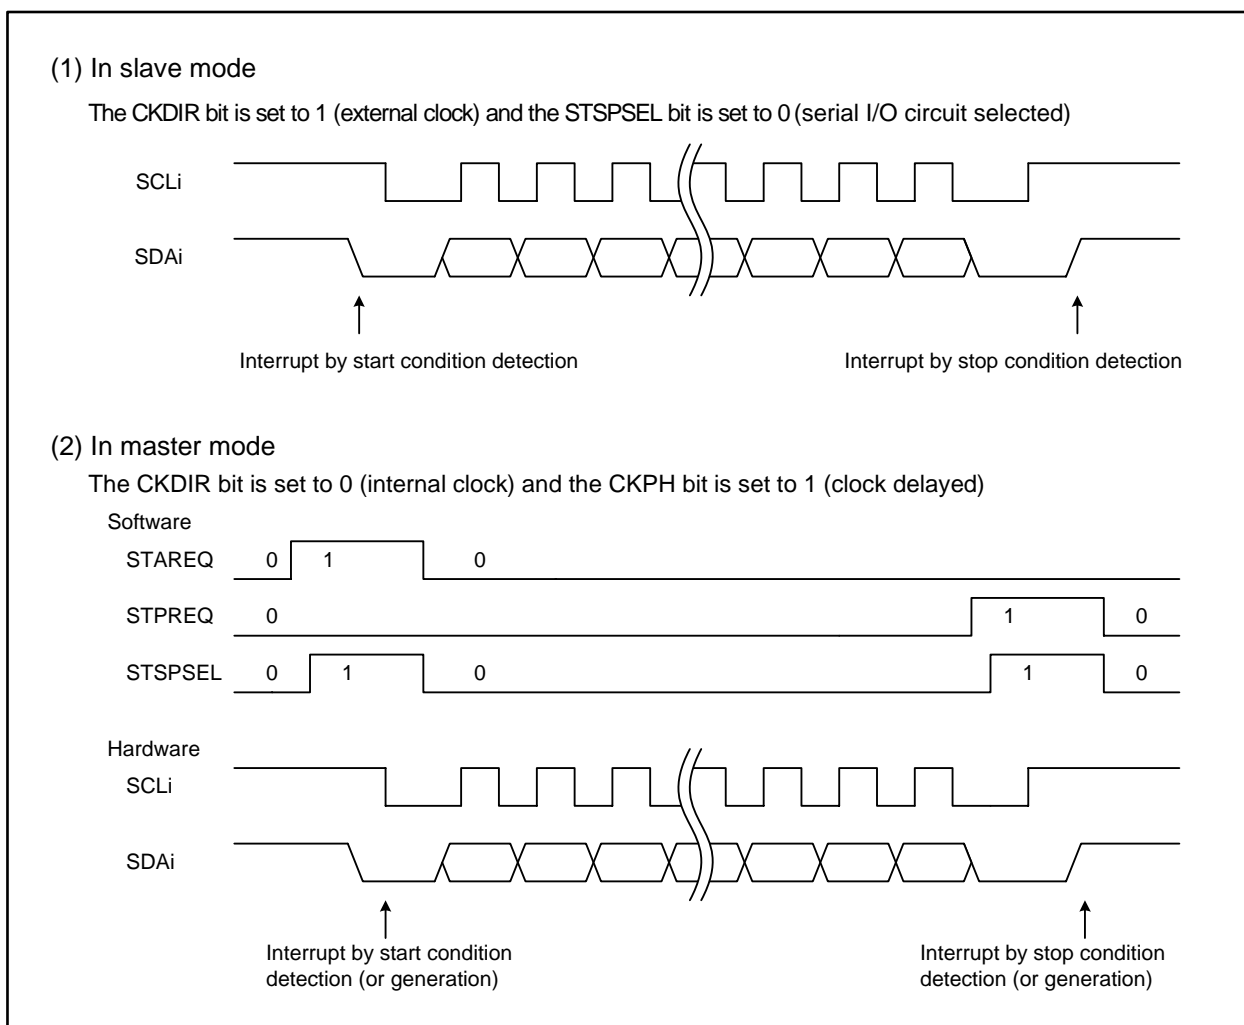 (1) In slave mode
The CKDIR bit is set to 1 (external clock) and the STSPSEL bit is set to 0 (serial I/O circuit selected)
SCLi
SDAi
Interrupt by start condition detection
Interrupt by stop condition detection
(2) In master mode
The CKDIR bit is set to 0 (internal clock) and the CKPH bit is set to 1 (clock delayed)
Software
STAREQ 0 1 0
STPREQ 0 1 0
STSPSEL 0 1 0 1 0
Hardware
SCLi
SDAi
Interrupt by start condition
detection (or generation)
Interrupt by stop condition
detection (or generation)